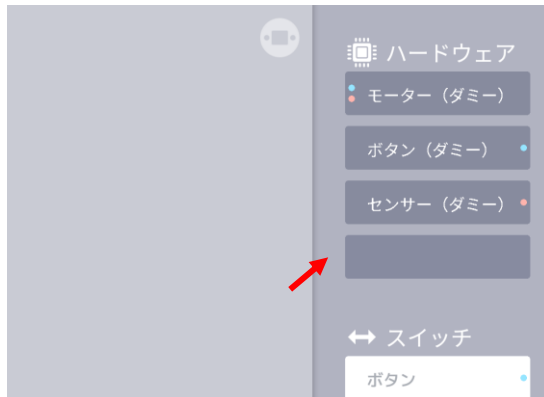 ハードウェア
モーター（ダミー）
ボタン（ダミー）
センサー（ダミー）
スイッチ
ボタン